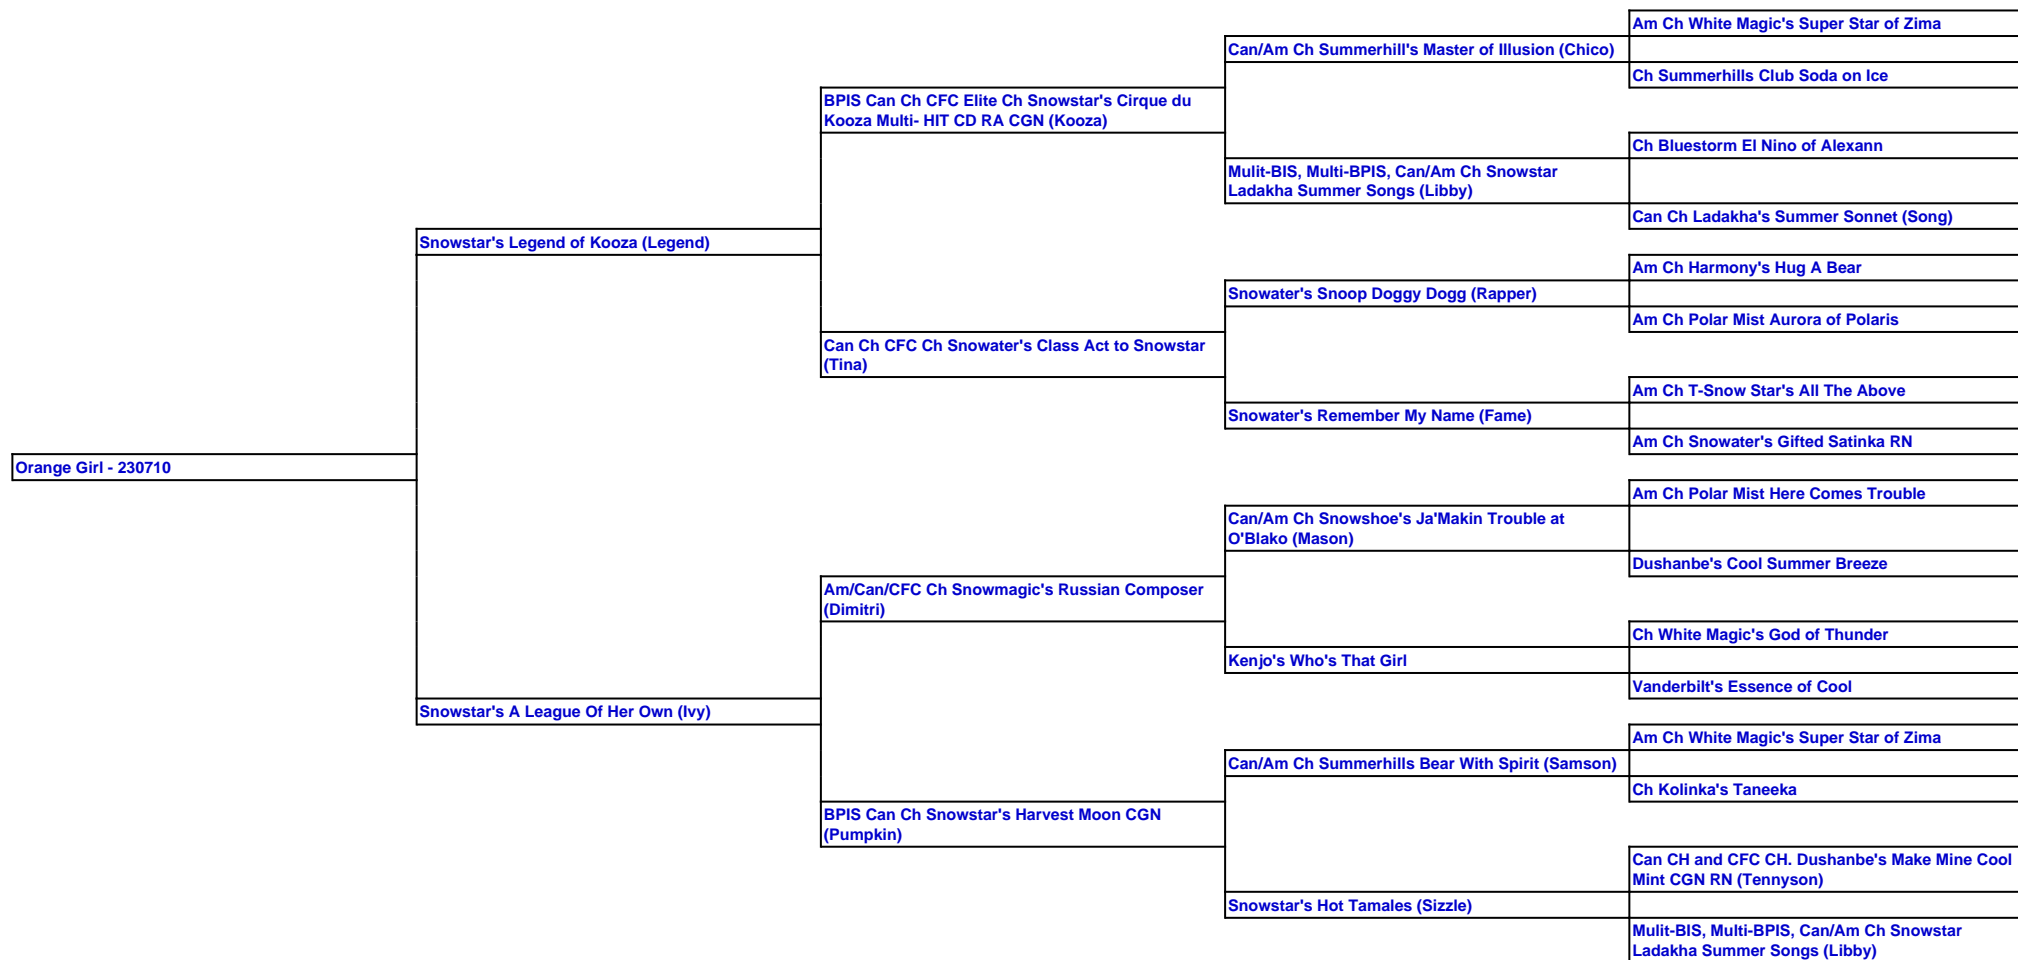 Am Ch White Magic's Super Star of Zima
Can/Am Ch Summerhill's Master of Illusion (Chico)
Ch Summerhills Club Soda on Ice
BPIS Can Ch CFC Elite Ch Snowstar's Cirque du
Kooza Multi- HIT CD RA CGN (Kooza)
Ch Bluestorm El Nino of Alexann
Mulit-BIS, Multi-BPIS, Can/Am Ch Snowstar
Ladakha Summer Songs (Libby)
Can Ch Ladakha's Summer Sonnet (Song)
Snowstar's Legend of Kooza (Legend)
Am Ch Harmony's Hug A Bear
Snowater's Snoop Doggy Dogg (Rapper)
Am Ch Polar Mist Aurora of Polaris
Can Ch CFC Ch Snowater's Class Act to Snowstar
(Tina)
Am Ch T-Snow Star's All The Above
Snowater's Remember My Name (Fame)
Am Ch Snowater's Gifted Satinka RN
Orange Girl - 230710
Am Ch Polar Mist Here Comes Trouble
Can/Am Ch Snowshoe's Ja'Makin Trouble at
O'Blako (Mason)
Dushanbe's Cool Summer Breeze
Am/Can/CFC Ch Snowmagic's Russian Composer
(Dimitri)
Ch White Magic's God of Thunder
Kenjo's Who's That Girl
Vanderbilt's Essence of Cool
Snowstar's A League Of Her Own (Ivy)
Am Ch White Magic's Super Star of Zima
Can/Am Ch Summerhills Bear With Spirit (Samson)
Ch Kolinka's Taneeka
BPIS Can Ch Snowstar's Harvest Moon CGN
(Pumpkin)
Can CH and CFC CH. Dushanbe's Make Mine Cool
Mint CGN RN (Tennyson)
Snowstar's Hot Tamales (Sizzle)
Mulit-BIS, Multi-BPIS, Can/Am Ch Snowstar
Ladakha Summer Songs (Libby)